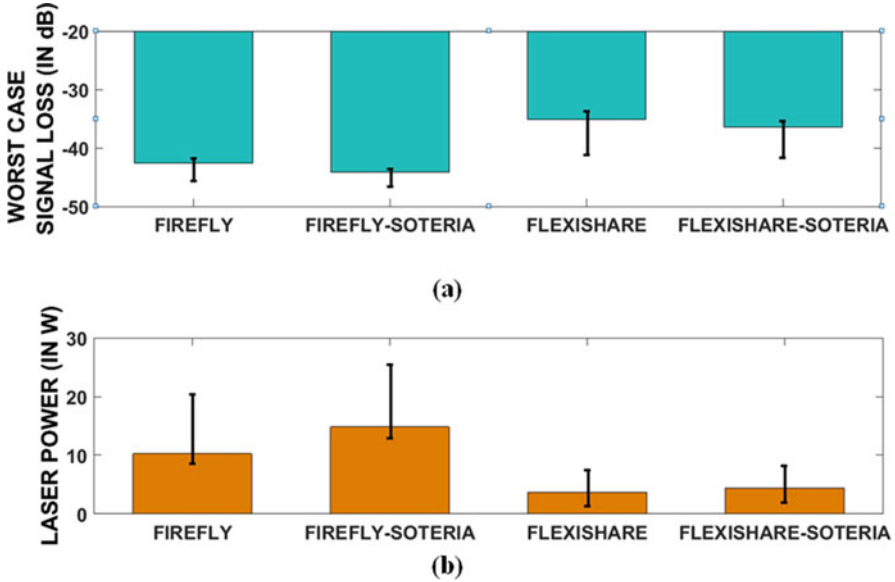 WORST CASE
SIGNAL LOSS (IN dB)
-20
-30
-40
-50
FIREFLY FIREFLY-SOTERIA FLEXISHARE FLEXISHARE-SOTERIA
(a)
LASER POWER (IN W)
30
20
10
0
FIREFLY FIREFLY-SOTERIA FLEXISHARE FLEXISHARE-SOTERIA
(b)